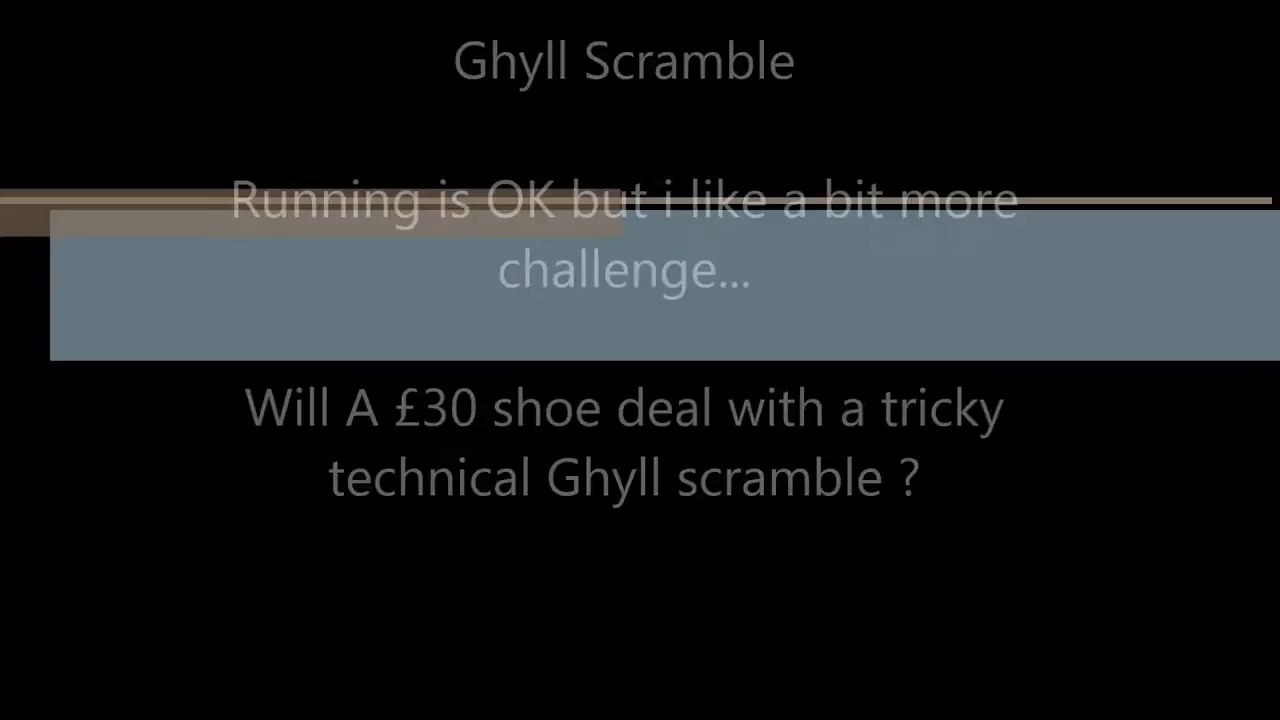 Ghyll Scramble
Running is OK but i like a bit more
challenge...
Will A £30 shoe deal with a tricky
technical Ghyll scramble ?